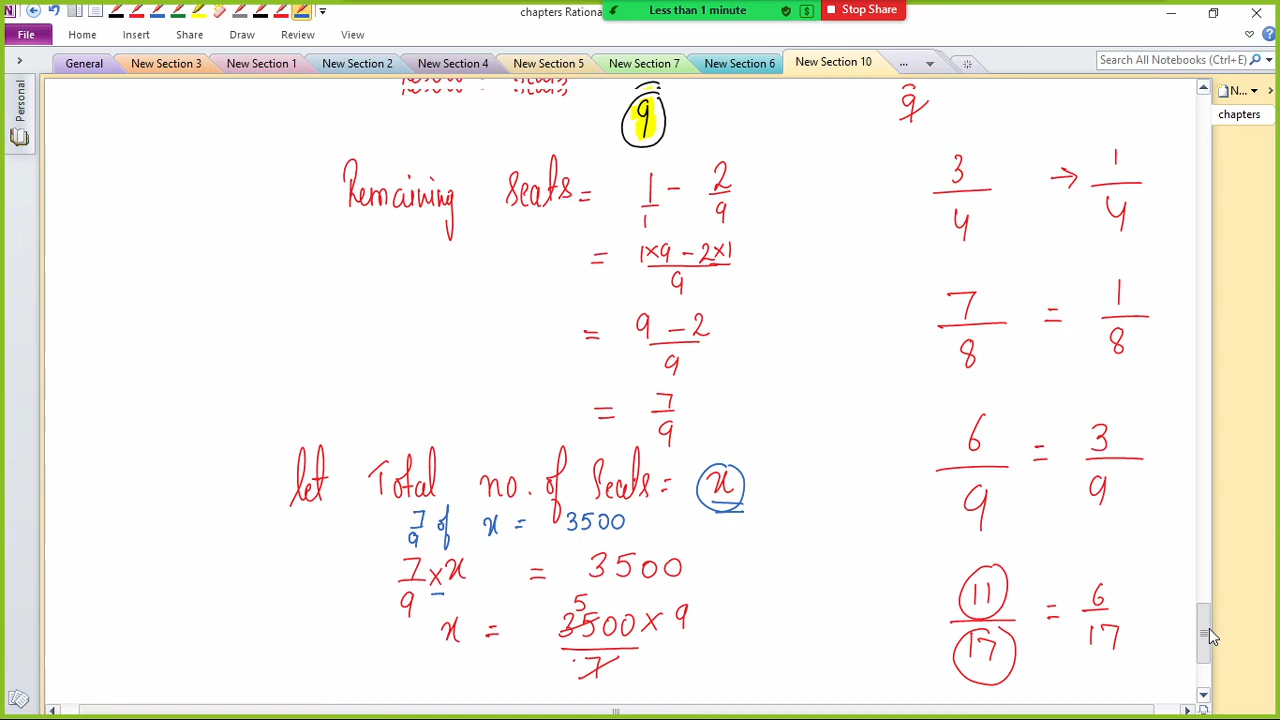 chapters Rationa
Less than 1 minute
Stop Share
File Home Insert Share Draw Review View
General New Section 3 New Section 1 New Section 2 New Section 4 New Section 5 New Section 7 New Section 6 New Section 10 ...
Search All Notebooks (Ctrl+E)
Personal
N...
chapters
9
q
Remaining seats = 1/1 - 2/9
= 1×9 - 2×1/9
= 9 - 2/9
= 7/9
let Total no. of Seats = x
7/9 of x = 3500
7/9 × x = 3500
x = 3500 × 9/7
5
3/4 → 1/4
7/8 = 1/8
6/9 = 3/9
11/17 = 6/17